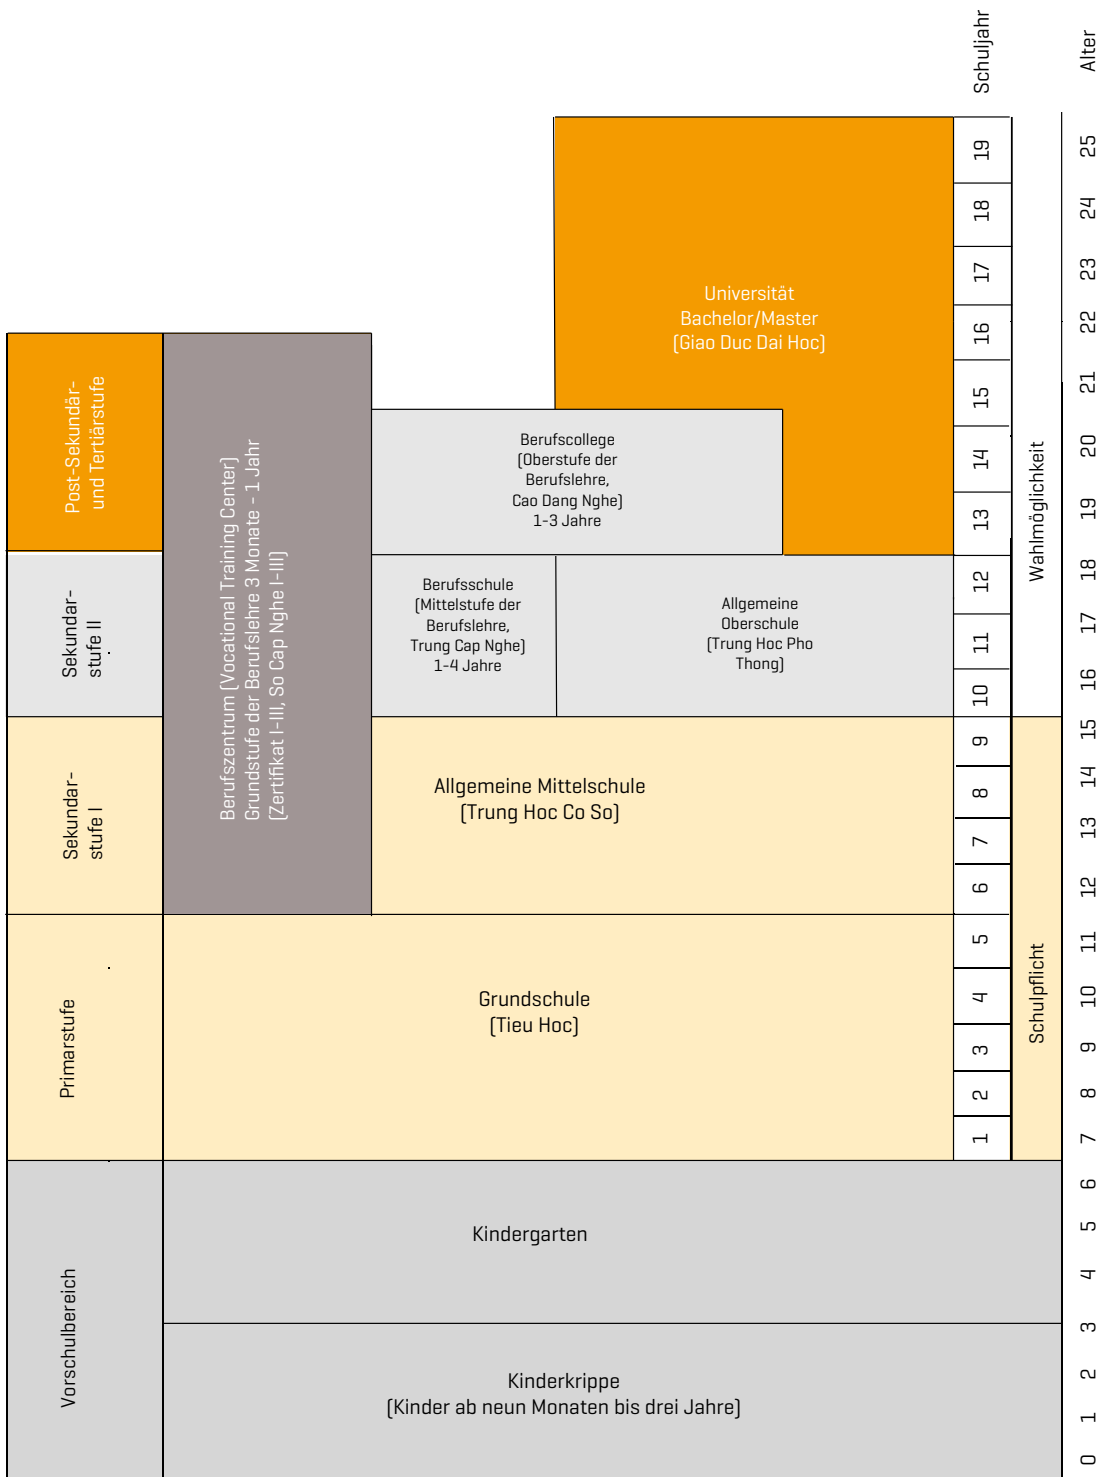 Schuljahr
Alter
19
18
17
16
15
14
13
12
11
10
9
8
7
6
5
4
3
2
1
Wahlmöglichkeit
Schulpflicht
25
24
23
22
21
20
19
18
17
16
15
14
13
12
11
10
9
8
7
6
5
4
3
2
1
0
Universität
Bachelor/Master
(Giao Duc Dai Hoc)
Post-Sekundär-
und Tertiärstufe
Berufszentrum (Vocational Training Center)
Grundstufe der Berufslehre 3 Monate - 1 Jahr
(Zertifikat I-III, So Cap Nghe I-III)
Berufscollege
(Oberstufe der
Berufslehre,
Cao Dang Nghe)
1-3 Jahre
Sekundar-
stufe II
Berufsschule
(Mittelstufe der
Berufslehre,
Trung Cap Nghe)
1-4 Jahre
Allgemeine
Oberschule
(Trung Hoc Pho
Thong)
Sekundar-
stufe I
Allgemeine Mittelschule
(Trung Hoc Co So)
Primarstufe
Grundschule
(Tieu Hoc)
Vorschulbereich
Kindergarten
Kinderkrippe
(Kinder ab neun Monaten bis drei Jahre)